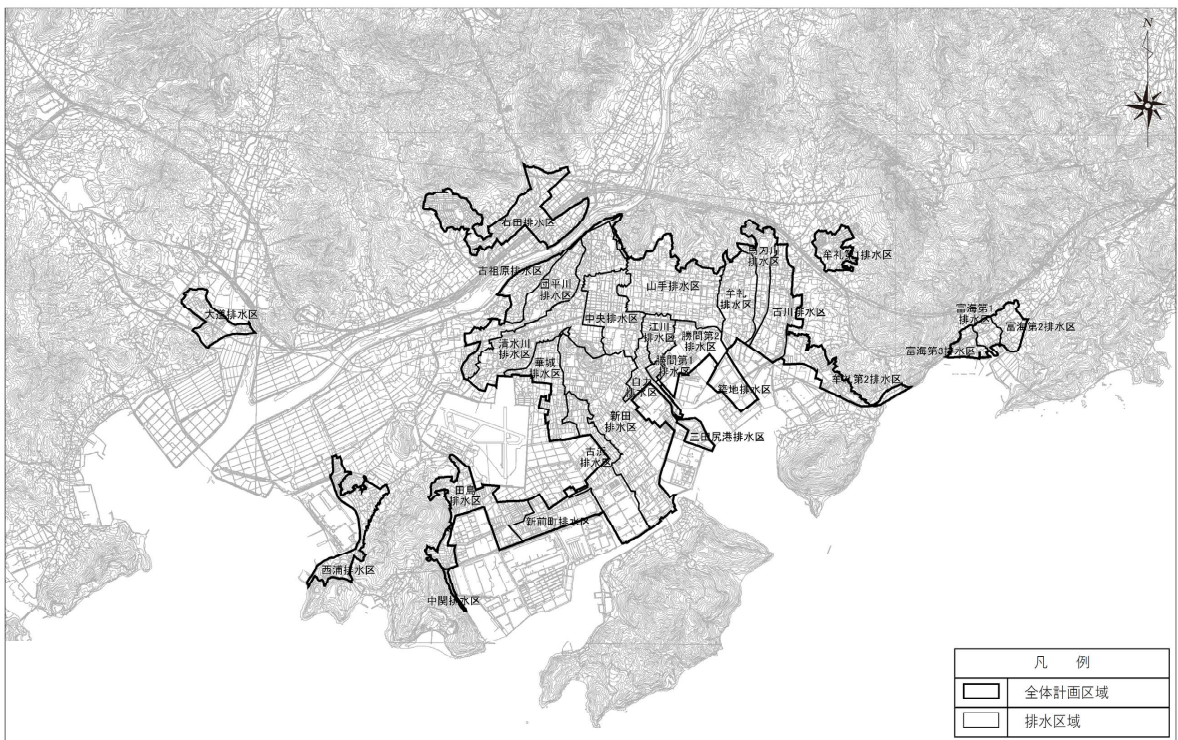 N
石田排水区
古祖原排水区
団平川
排水区
馬刀川
排水区
牟礼第1排水区
山手排水区
牟礼
排水区
古川排水区
大道排水区
中央排水区
江川
排水区
勝間第2
排水区
富海第1
排水区
富海第2排水区
富海第3排水区
清水川
排水区
華城
排水区
勝間第1
排水区
牟礼第2排水区
排水区
築地排水区
新田
排水区
三田尻港排水区
古浜
排水区
田島
排水区
新前町排水区
西浦排水区
中関排水区
凡 例
全体計画区域
排水区域